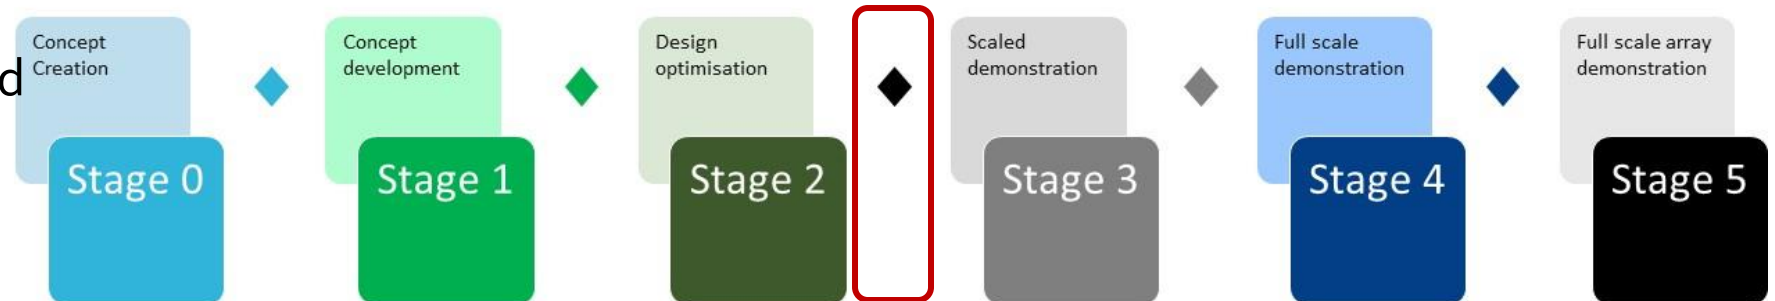 d
Concept
Creation
Stage 0
Concept
development
Stage 1
Design
optimisation
Stage 2
Scaled
demonstration
Stage 3
Full scale
demonstration
Stage 4
Full scale array
demonstration
Stage 5